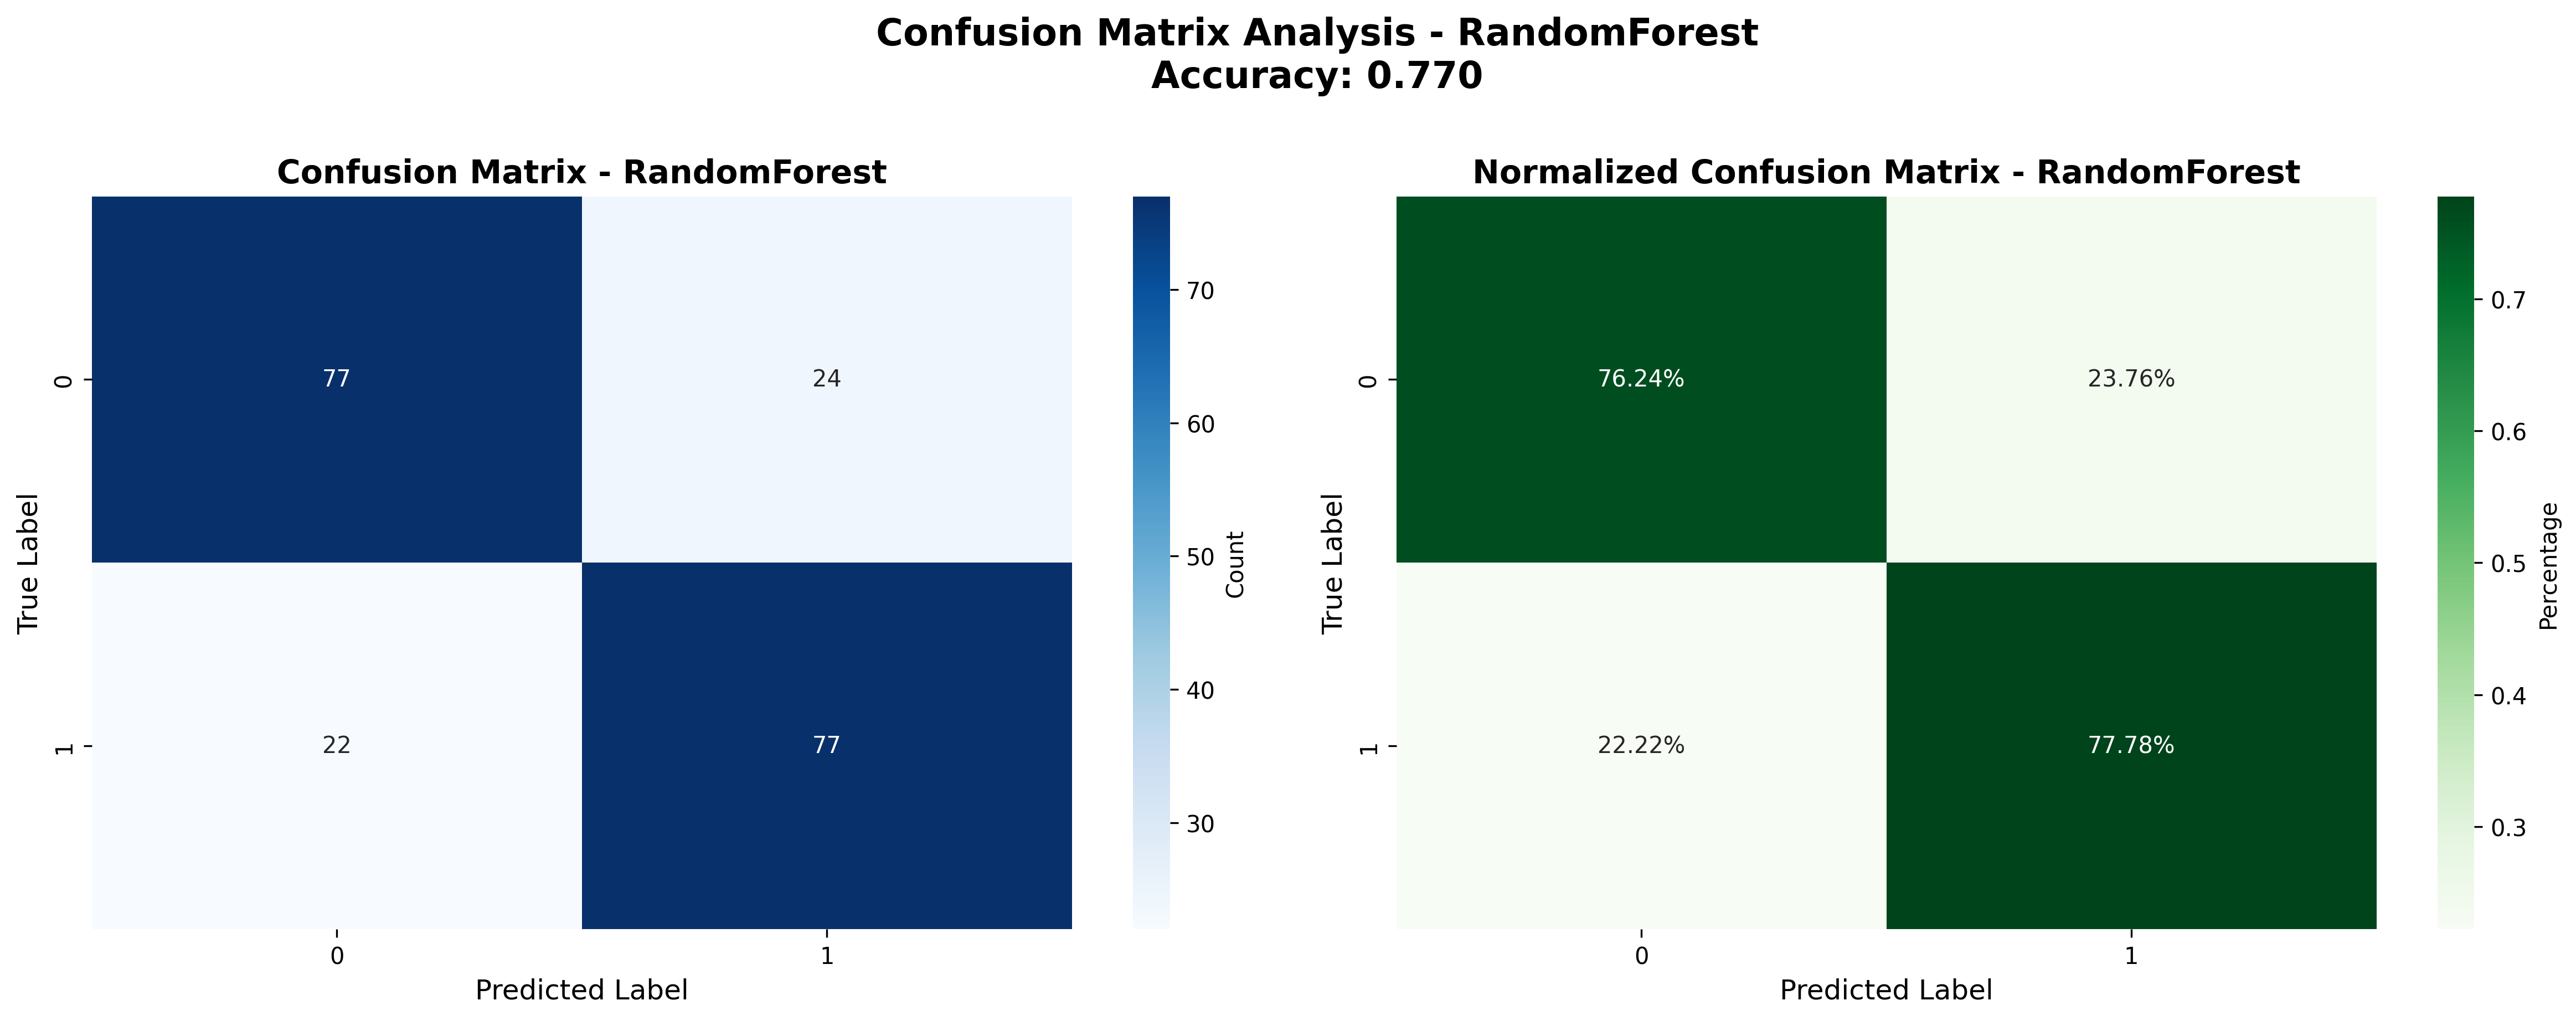 Confusion Matrix Analysis - RandomForest
Accuracy: 0.770
Confusion Matrix - RandomForest
True Label
0
1
77
24
22
77
0
1
Predicted Label
70
60
50
40
30
Count
Normalized Confusion Matrix - RandomForest
True Label
0
1
76.24%
23.76%
22.22%
77.78%
0
1
Predicted Label
0.7
0.6
0.5
0.4
0.3
Percentage